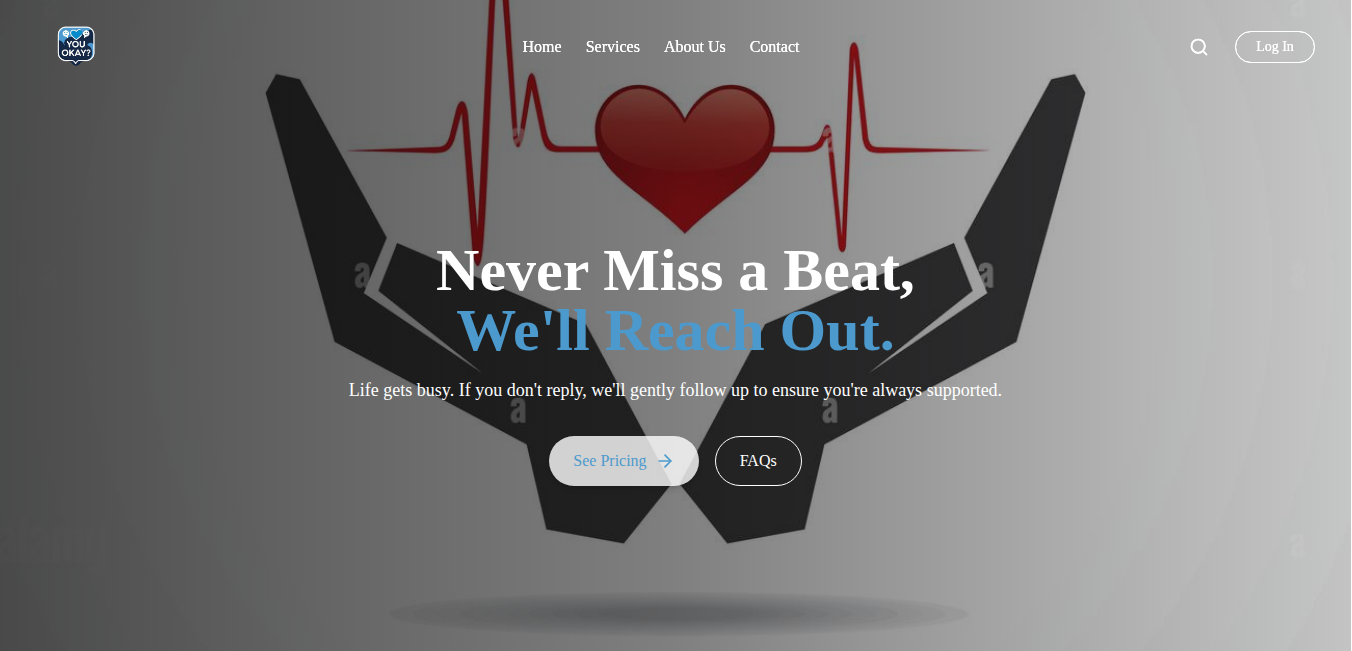 YOU
OKAY?
Home Services About Us Contact
Log In
Never Miss a Beat,
We'll Reach Out.
Life gets busy. If you don't reply, we'll gently follow up to ensure you're always supported.
See Pricing FAQs
a
a
a
a
a